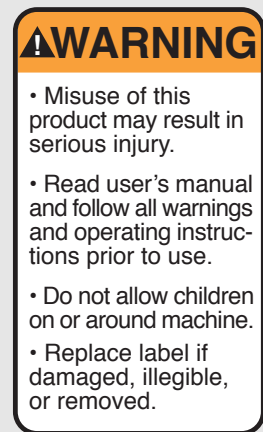 WARNING
• Misuse of this
product may result in
serious injury.
• Read user's manual
and follow all warnings
and operating instruc-
tions prior to use.
• Do not allow children
on or around machine.
• Replace label if
damaged, illegible,
or removed.